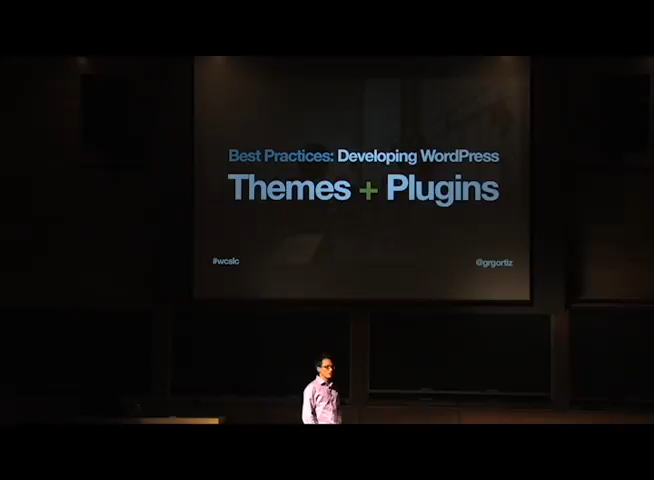 Best Practices: Developing WordPress
Themes + Plugins
#wcslc
@grgortiz